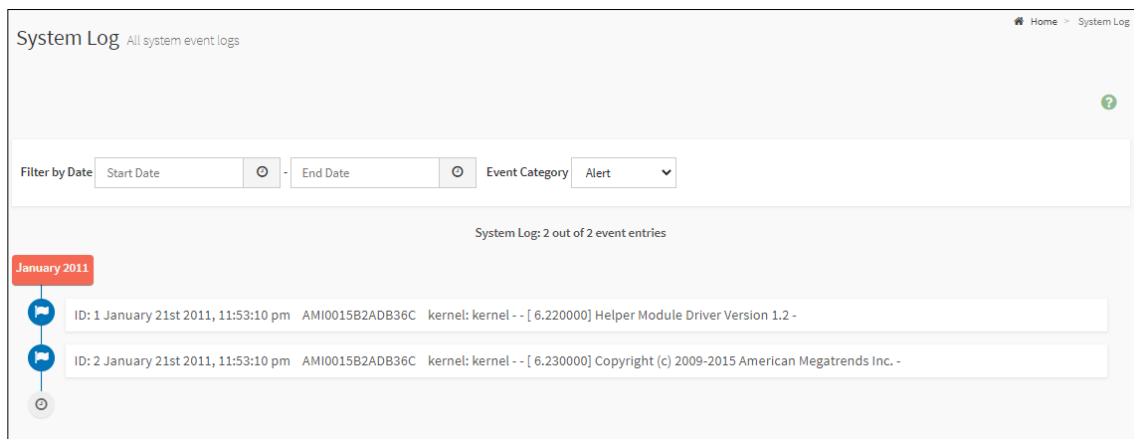 Home > System Log
System Log All system event logs
Filter by Date Start Date - End Date Event Category Alert
System Log: 2 out of 2 event entries
January 2011
ID: 1 January 21st 2011, 11:53:10 pm AMI0015B2ADB36C kernel: kernel - - [ 6.220000] Helper Module Driver Version 1.2 -
ID: 2 January 21st 2011, 11:53:10 pm AMI0015B2ADB36C kernel: kernel - - [ 6.230000] Copyright (c) 2009-2015 American Megatrends Inc. -